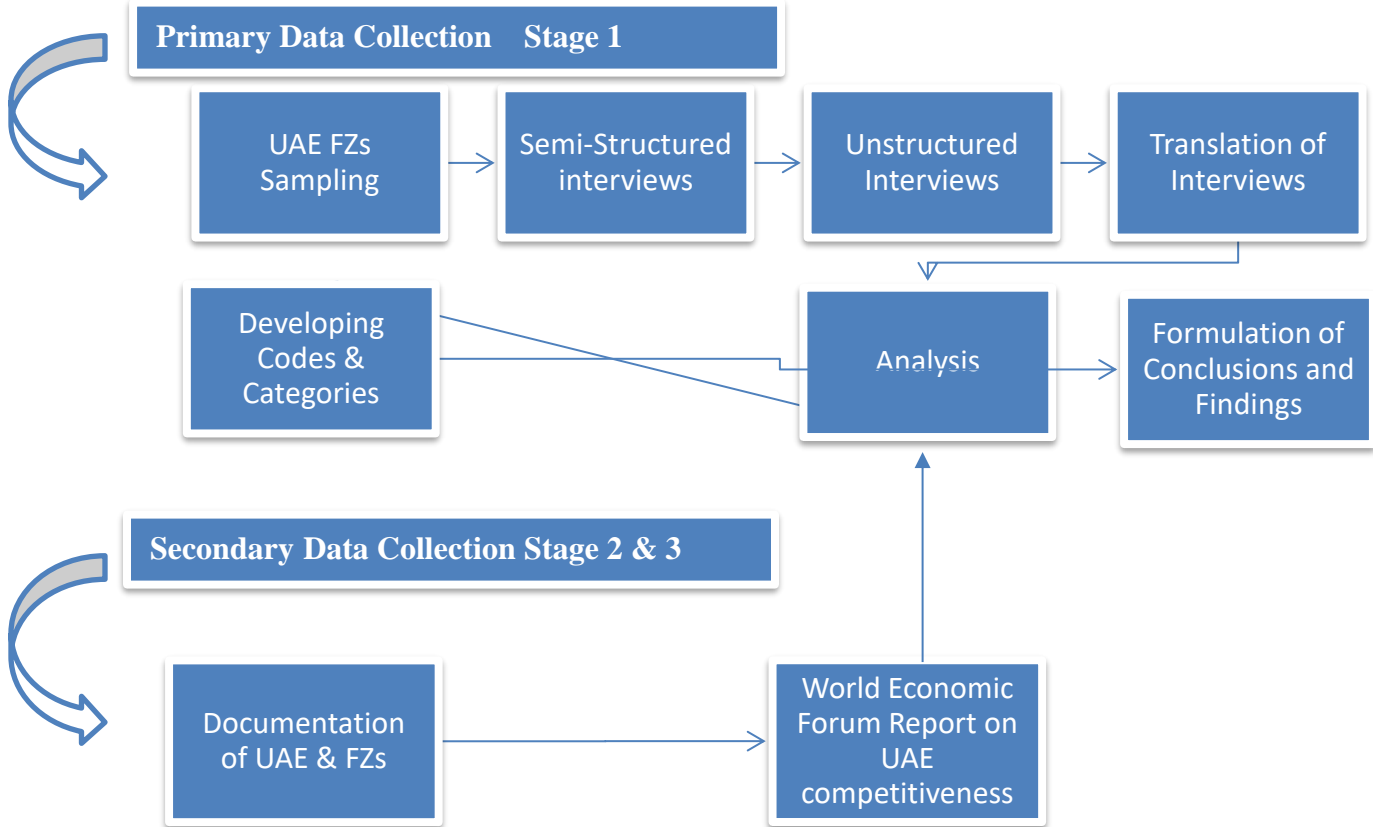 Primary Data Collection Stage 1
UAE FZs
Sampling
Semi-Structured
interviews
Unstructured
Interviews
Translation of
Interviews
Developing
Codes &
Categories
Analysis
Formulation of
Conclusions and
Findings
Secondary Data Collection Stage 2 & 3
Documentation
of UAE & FZs
World Economic
Forum Report on
UAE
competitiveness